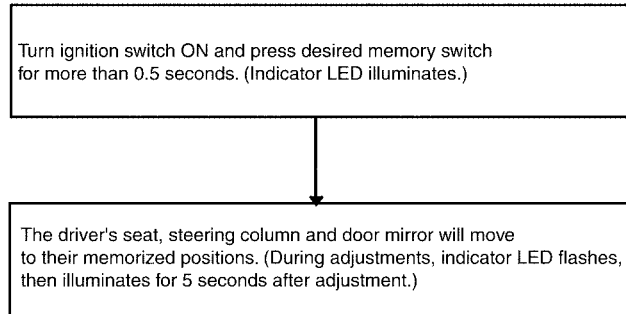 Turn ignition switch ON and press desired memory switch
for more than 0.5 seconds. (Indicator LED illuminates.)
The driver's seat, steering column and door mirror will move
to their memorized positions. (During adjustments, indicator LED flashes,
then illuminates for 5 seconds after adjustment.)